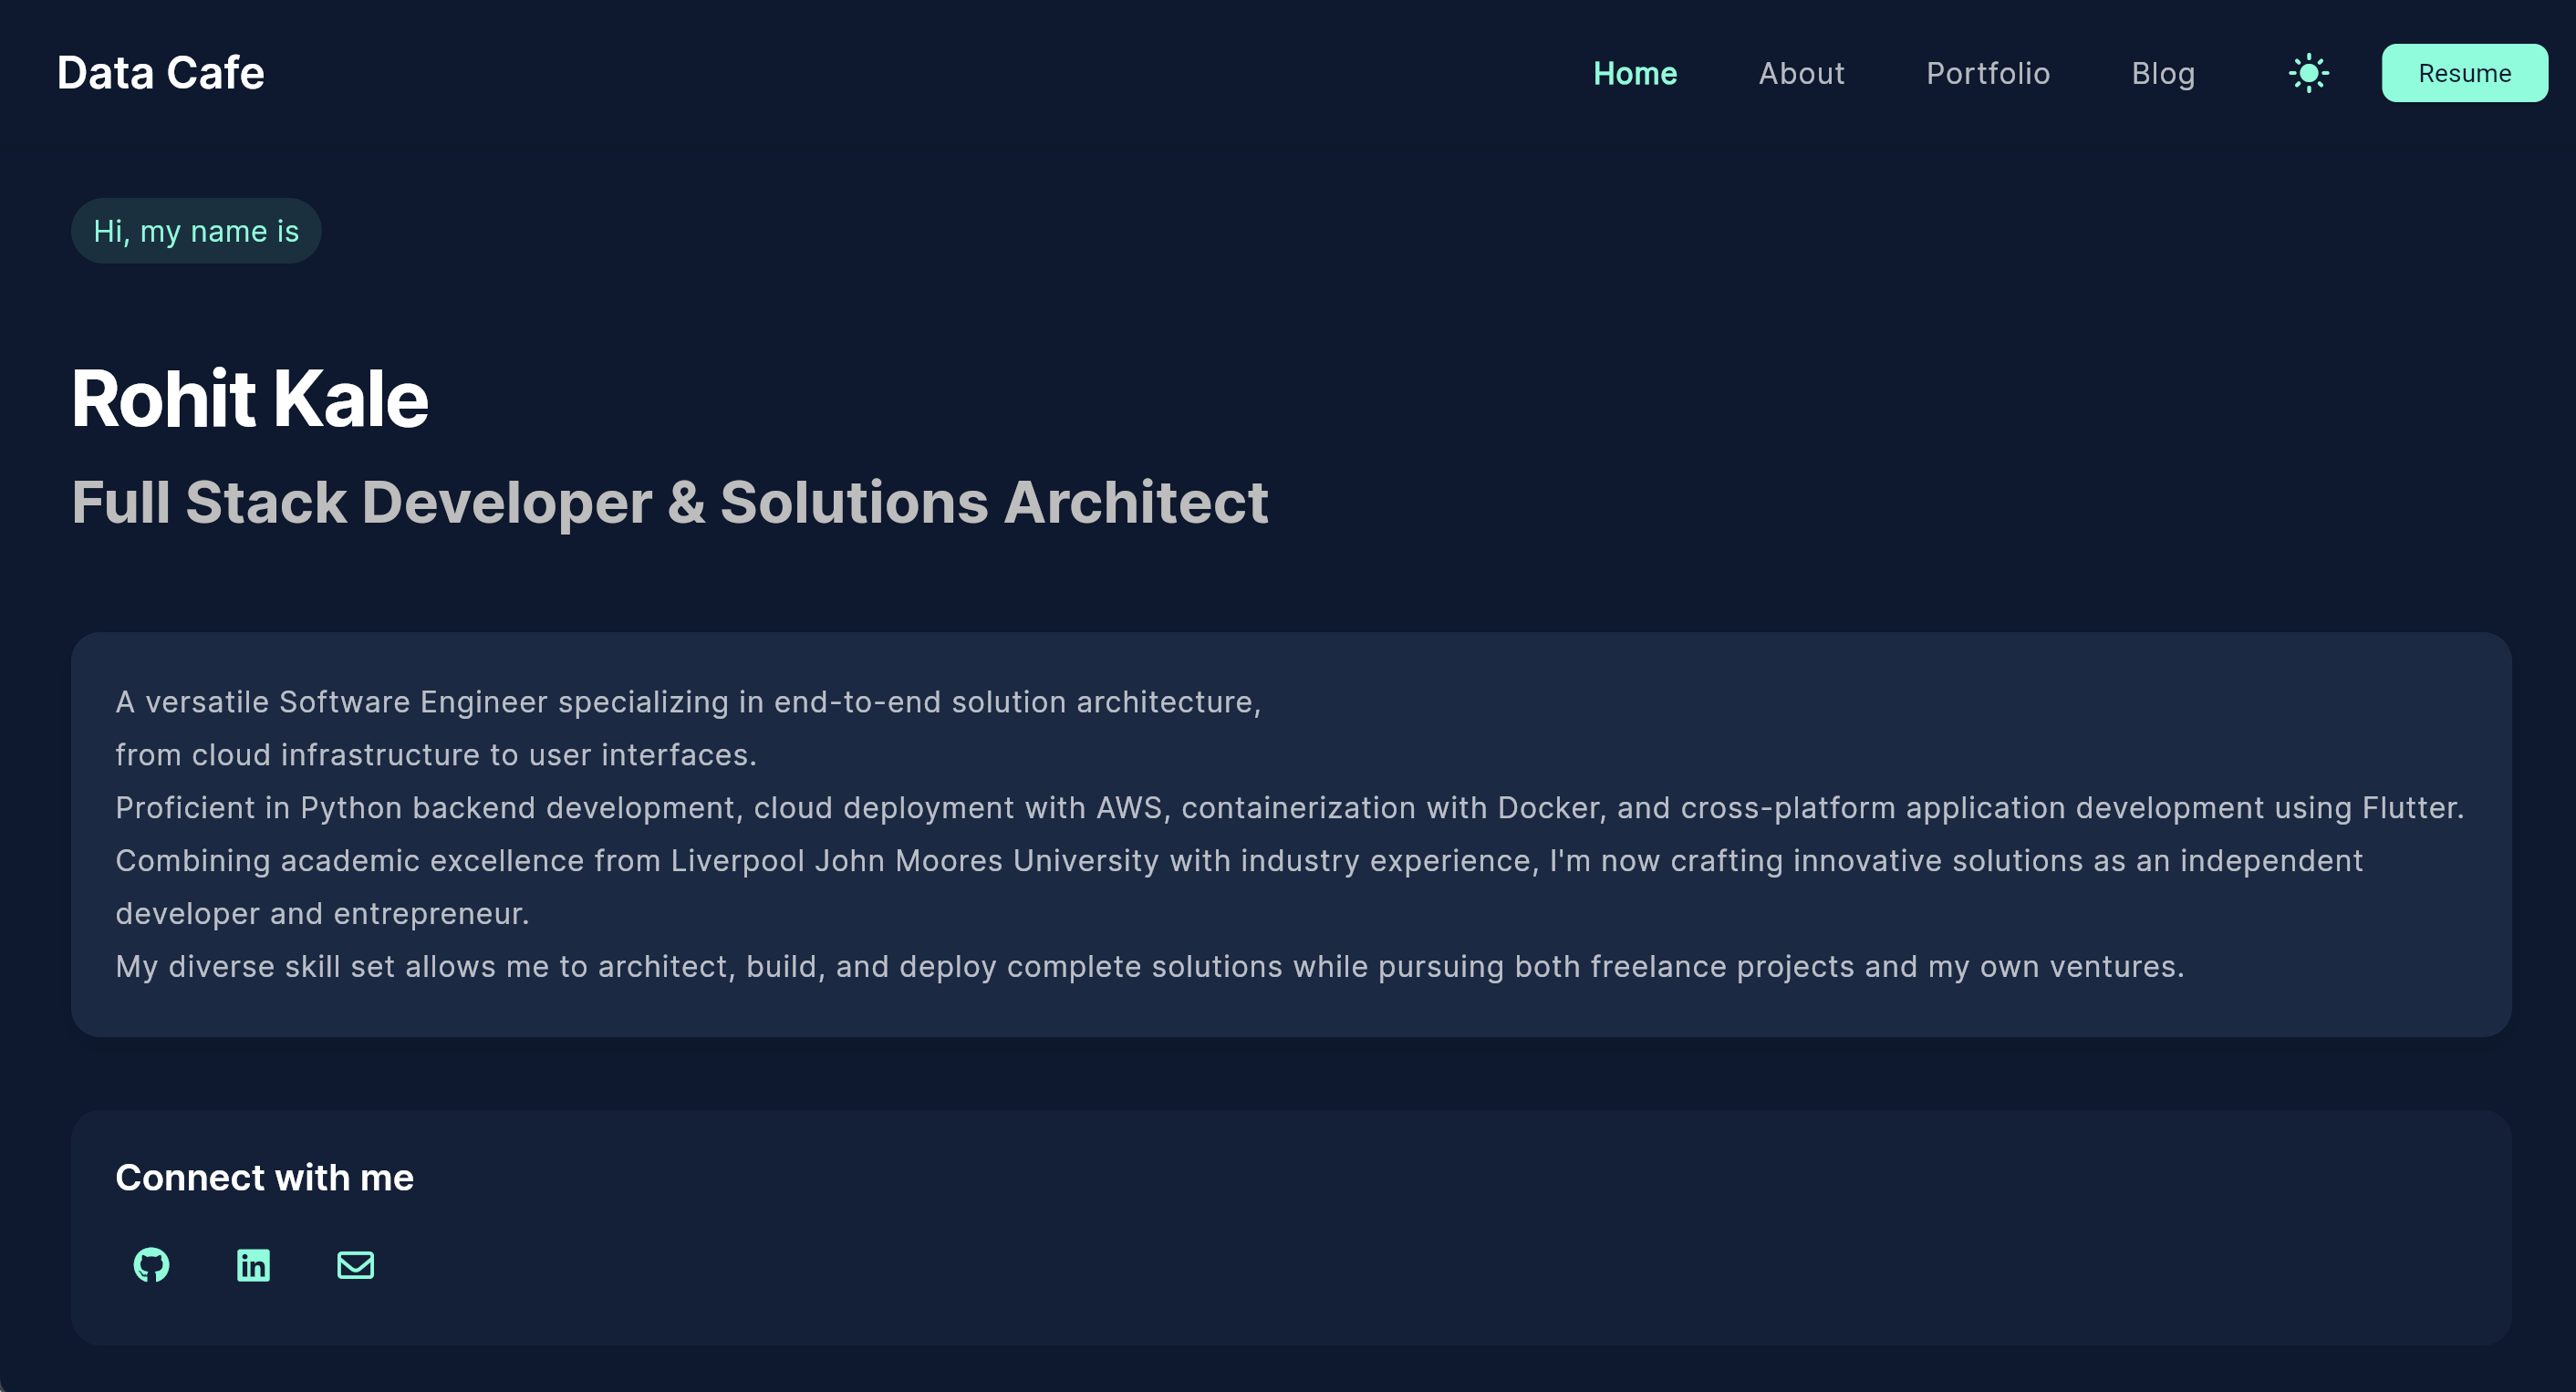 Data Cafe
Home About Portfolio Blog Resume
Hi, my name is
Rohit Kale
Full Stack Developer & Solutions Architect
A versatile Software Engineer specializing in end-to-end solution architecture,
from cloud infrastructure to user interfaces.
Proficient in Python backend development, cloud deployment with AWS, containerization with Docker, and cross-platform application development using Flutter.
Combining academic excellence from Liverpool John Moores University with industry experience, I'm now crafting innovative solutions as an independent
developer and entrepreneur.
My diverse skill set allows me to architect, build, and deploy complete solutions while pursuing both freelance projects and my own ventures.
Connect with me
in